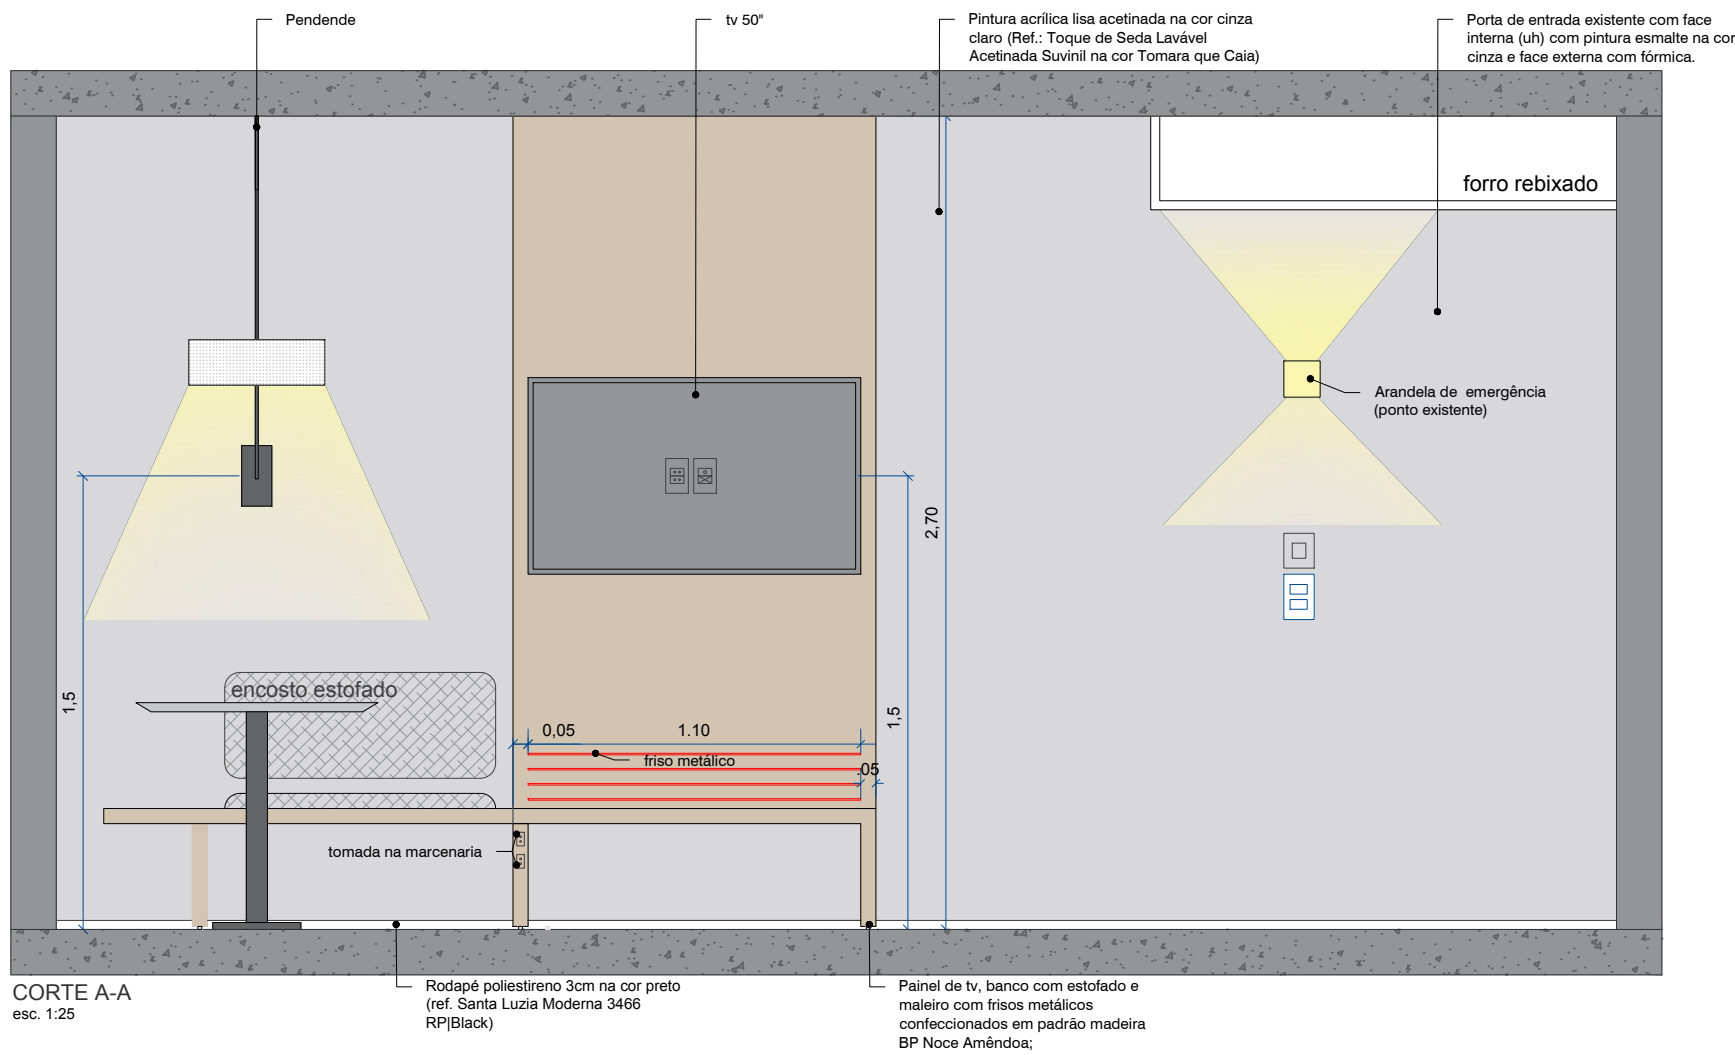 Pendende
tv 50"
Pintura acrílica lisa acetinada na cor cinza
claro (Ref.: Toque de Seda Lavável
Acetinada Suvinil na cor Tomara que Caia)
Porta de entrada existente com face
interna (uh) com pintura esmalte na cor
cinza e face externa com fórmica.
forro rebixado
Arandela de emergência
(ponto existente)
2,70
encosto estofado
1,5
1,5
0,05
1.10
friso metálico
.05
tomada na marcenaria
CORTE A-A
esc. 1:25
Rodapé poliestireno 3cm na cor preto
(ref. Santa Luzia Moderna 3466
RP|Black)
Painel de tv, banco com estofado e
maleiro com frisos metálicos
confeccionados em padrão madeira
BP Noce Amêndoa;